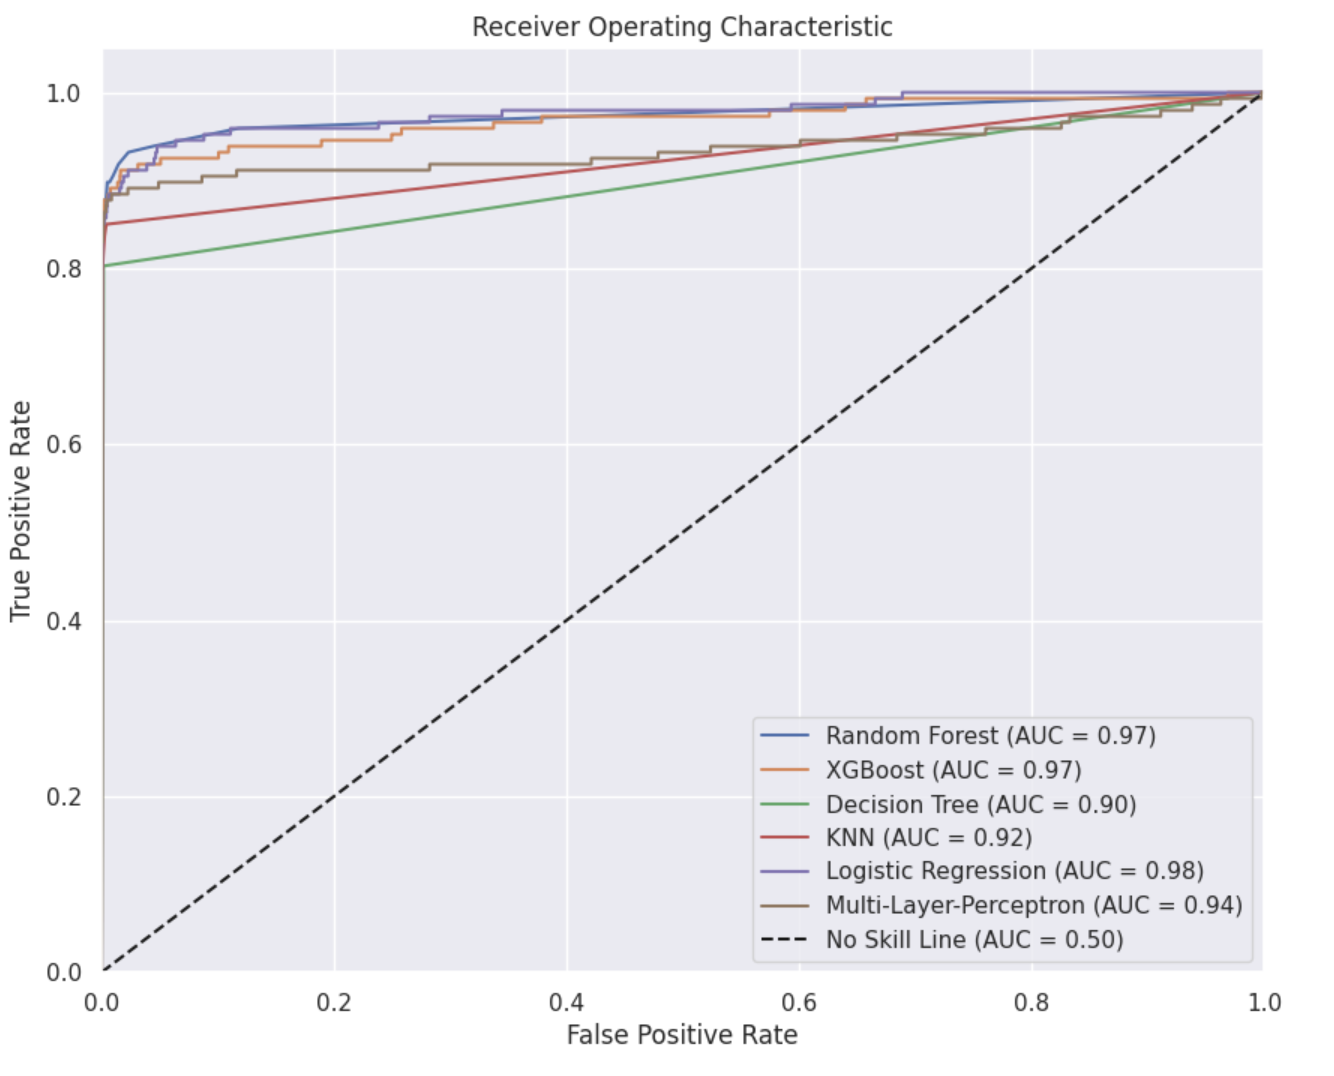 Receiver Operating Characteristic
True Positive Rate
1.0
0.8
0.6
0.4
0.2
0.0
Random Forest (AUC = 0.97)
XGBoost (AUC = 0.97)
Decision Tree (AUC = 0.90)
KNN (AUC = 0.92)
Logistic Regression (AUC = 0.98)
Multi-Layer-Perceptron (AUC = 0.94)
No Skill Line (AUC = 0.50)
0.0 0.2 0.4 0.6 0.8 1.0
False Positive Rate